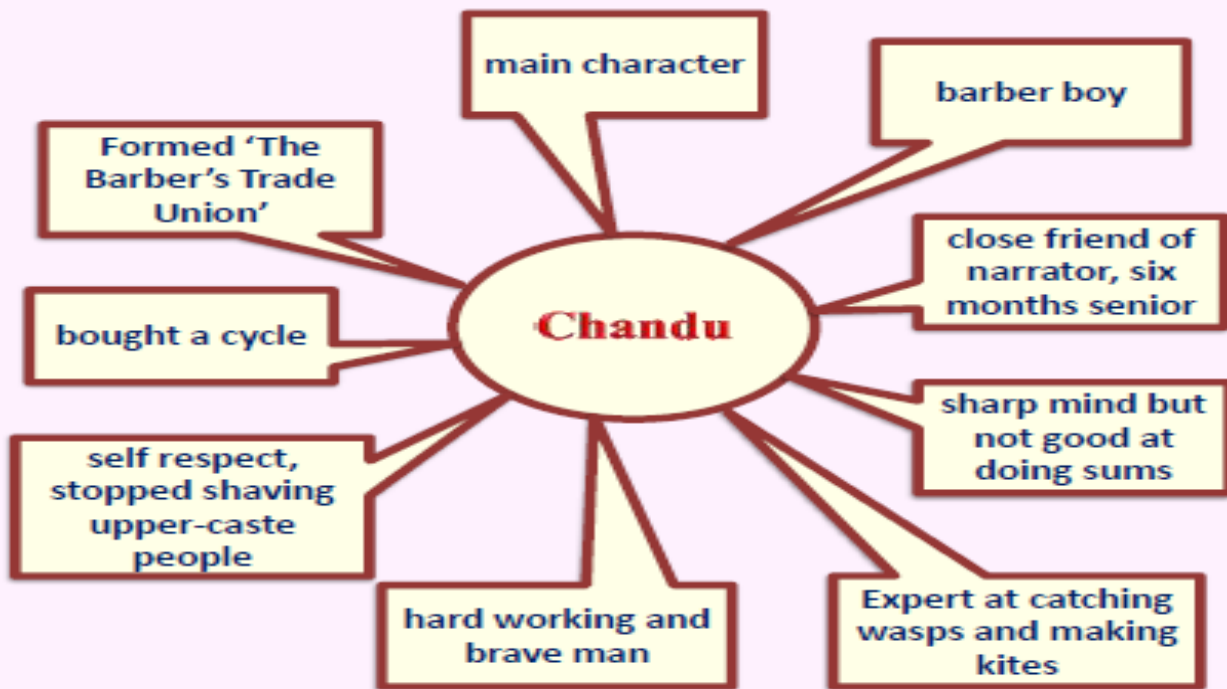 main character
barber boy
Formed ‘The
Barber’s Trade
Union’
close friend of
narrator, six
months senior
bought a cycle
Chandu
sharp mind but
not good at
doing sums
self respect,
stopped shaving
upper-caste
people
hard working and
brave man
Expert at catching
wasps and making
kites